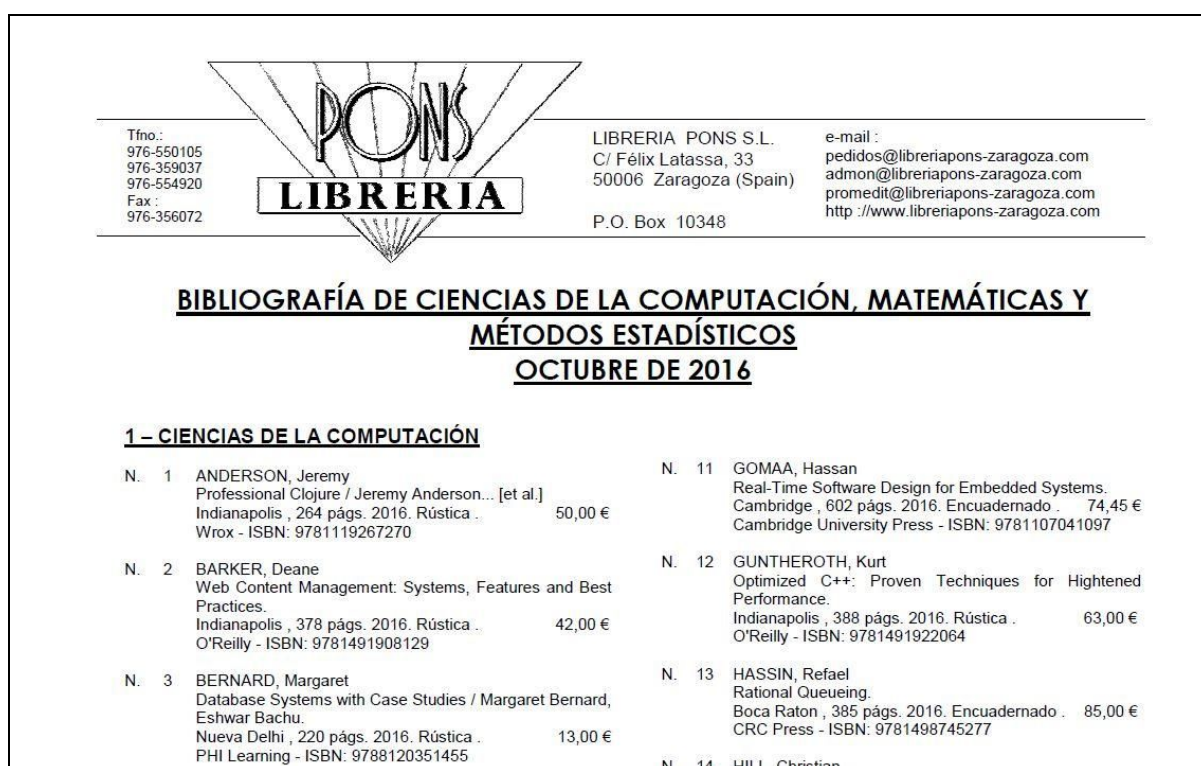 PONS
LIBRERIA
Tfno.:
976-550105
976-359037
976-554920
Fax :
976-356072
LIBRERIA PONS S.L.
C/ Félix Latassa, 33
50006 Zaragoza (Spain)
P.O. Box 10348
e-mail :
pedidos@libreriapons-zaragoza.com
admon@libreriapons-zaragoza.com
promedit@libreriapons-zaragoza.com
http ://www.libreriapons-zaragoza.com
BIBLIOGRAFÍA DE CIENCIAS DE LA COMPUTACIÓN, MATEMÁTICAS Y
MÉTODOS ESTADÍSTICOS
OCTUBRE DE 2016
1 – CIENCIAS DE LA COMPUTACIÓN
N. 1 ANDERSON, Jeremy
Professional Clojure / Jeremy Anderson... [et al.]
Indianapolis , 264 págs. 2016. Rústica . 50,00 €
Wrox - ISBN: 9781119267270
N. 2 BARKER, Deane
Web Content Management: Systems, Features and Best
Practices.
Indianapolis , 378 págs. 2016. Rústica . 42,00 €
O'Reilly - ISBN: 9781491908129
N. 3 BERNARD, Margaret
Database Systems with Case Studies / Margaret Bernard,
Eshwar Bachu.
Nueva Delhi , 220 págs. 2016. Rústica . 13,00 €
PHI Learning - ISBN: 9788120351455
N. 11 GOMAA, Hassan
Real-Time Software Design for Embedded Systems.
Cambridge , 602 págs. 2016. Encuadernado . 74,45 €
Cambridge University Press - ISBN: 9781107041097
N. 12 GUNTHEROTH, Kurt
Optimized C++: Proven Techniques for Hightened
Performance.
Indianapolis , 388 págs. 2016. Rústica . 63,00 €
O'Reilly - ISBN: 9781491922064
N. 13 HASSIN, Refael
Rational Queueing.
Boca Raton , 385 págs. 2016. Encuadernado . 85,00 €
CRC Press - ISBN: 9781498745277
N. 14 HILL, Christian